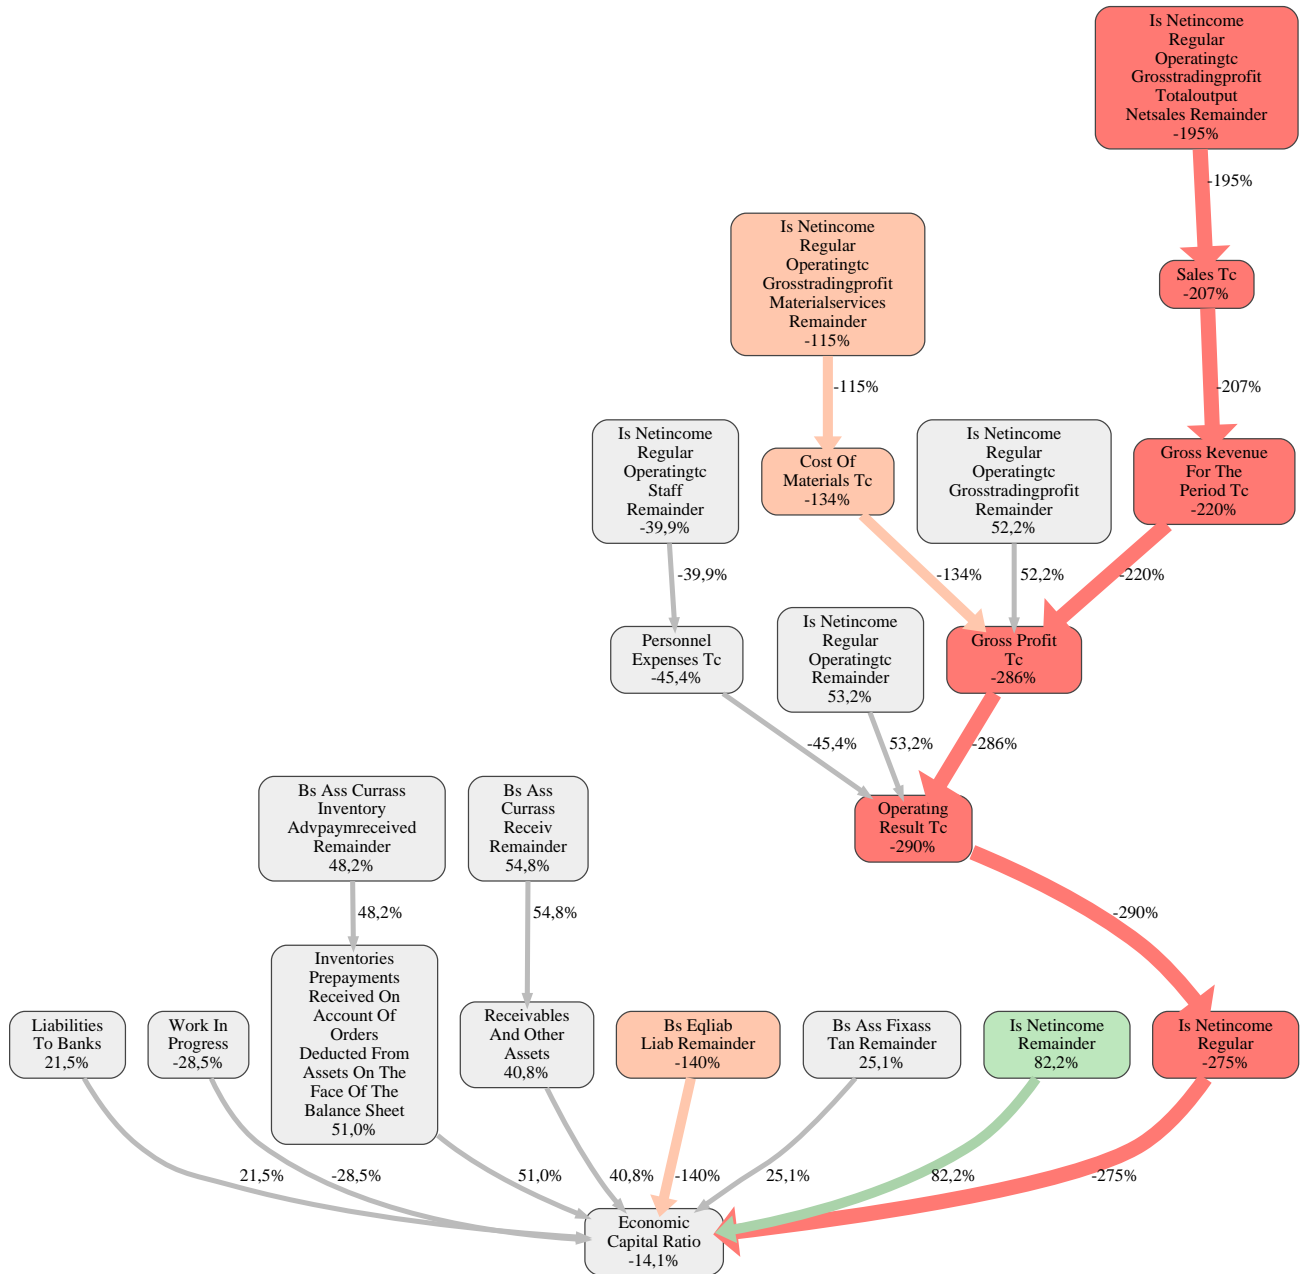 Is Netincome
Regular
Operatingtc
Grosstradingprofit
Totaloutput
Netsales Remainder
-195%
-195%
Is Netincome
Regular
Operatingtc
Grosstradingprofit
Materialservices
Remainder
-115%
Sales Tc
-207%
-115%
-207%
Is Netincome
Regular
Operatingtc
Staff
Remainder
-39,9%
Cost Of
Materials Tc
-134%
Is Netincome
Regular
Operatingtc
Grosstradingprofit
Remainder
52,2%
Gross Revenue
For The
Period Tc
-220%
-39,9%
-134%
52,2%
-220%
Personnel
Expenses Tc
-45,4%
Is Netincome
Regular
Operatingtc
Remainder
53,2%
Gross Profit
Tc
-286%
-45,4%
53,2%
-286%
Bs Ass Currass
Inventory
Advpaymreceived
Remainder
48,2%
Bs Ass
Currass
Receiv
Remainder
54,8%
Operating
Result Tc
-290%
48,2%
54,8%
-290%
Liabilities
To Banks
21,5%
Work In
Progress
-28,5%
Inventories
Prepayments
Received On
Account Of
Orders
Deducted From
Assets On The
Face Of The
Balance Sheet
51,0%
Receivables
And Other
Assets
40,8%
Bs Eqliab
Liab Remainder
-140%
Bs Ass Fixass
Tan Remainder
25,1%
Is Netincome
Remainder
82,2%
Is Netincome
Regular
-275%
21,5%
-28,5%
51,0%
40,8%
-140%
25,1%
82,2%
-275%
Economic
Capital Ratio
-14,1%